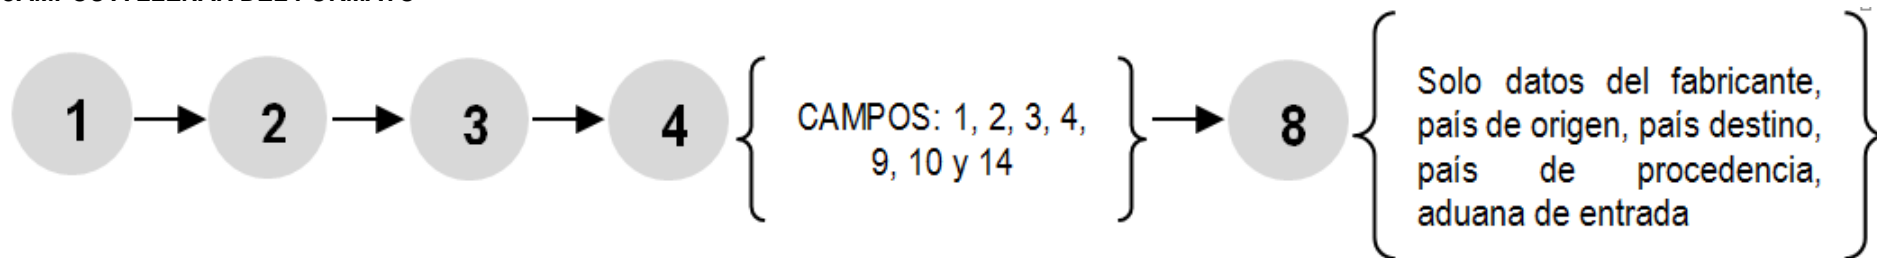 1
2
3
4
CAMPOS: 1, 2, 3, 4,
9, 10 y 14
8
Solo datos del fabricante,
país de origen, país destino,
país de procedencia,
aduana de entrada